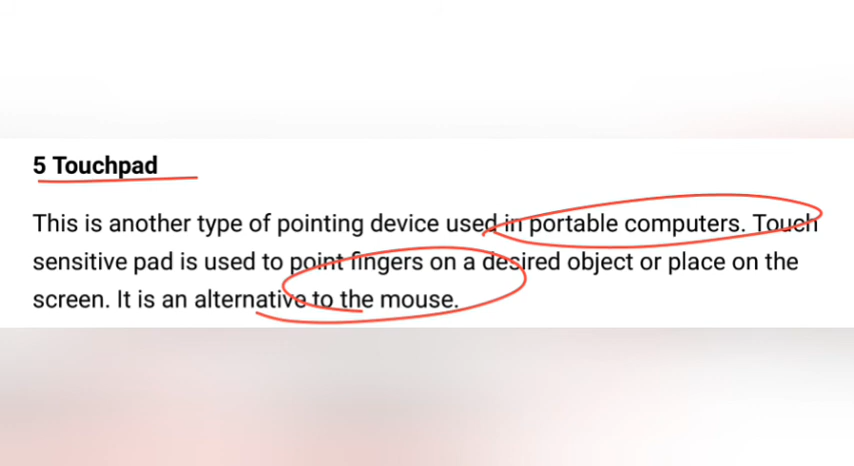 5 Touchpad
This is another type of pointing device used in portable computers. Touch
sensitive pad is used to point fingers on a desired object or place on the
screen. It is an alternative to the mouse.